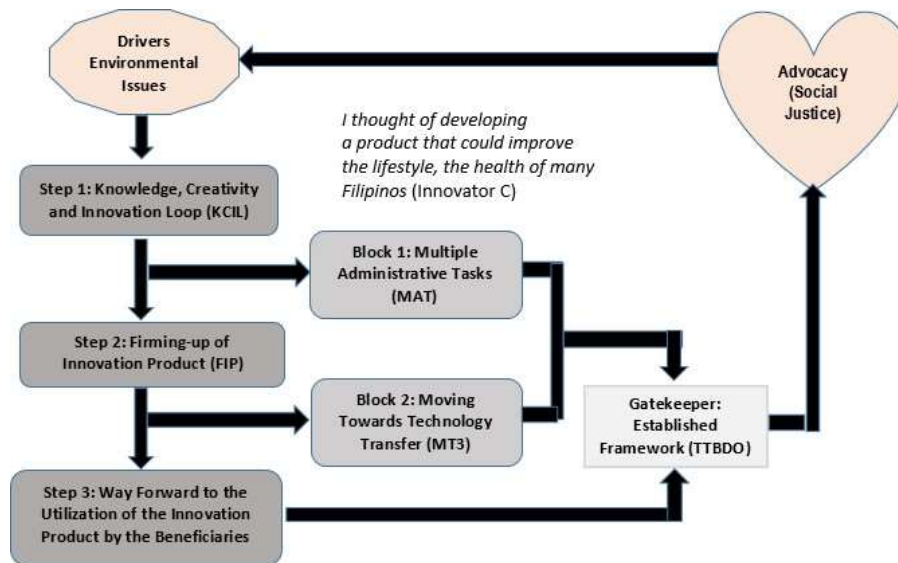 Drivers
Environmental
Issues
Advocacy
(Social
Justice)
I thought of developing
a product that could improve
the lifestyle, the health of many
Filipinos (Innovator C)
Step 1: Knowledge, Creativity
and Innovation Loop (KCIL)
Block 1: Multiple
Administrative Tasks
(MAT)
Step 2: Firming-up of
Innovation Product (FIP)
Block 2: Moving
Towards Technology
Transfer (MT3)
Gatekeeper:
Established
Framework (TTBDO)
Step 3: Way Forward to the
Utilization of the Innovation
Product by the Beneficiaries